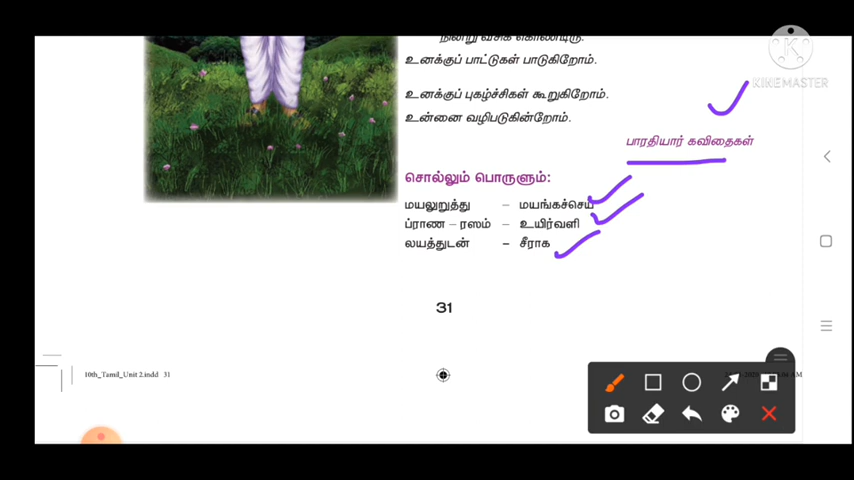 நின்று வீசிக் கொண்டிரு.
உனக்குப் பாட்டுகள் பாடுகிறோம்.
உனக்குப் புகழ்ச்சிகள் கூறுகிறோம்.
உன்னை வழிபடுகின்றோம்.
KINEMASTER
பாரதியார் கவிதைகள்
சொல்லும் பொருளும்:
மயலுறுத்து – மயங்கச்செய்
ப்ராண – ரஸம் – உயிர்வளி
லயத்துடன் – சீராக
31
10th_Tamil_Unit 2.indd 31
AM